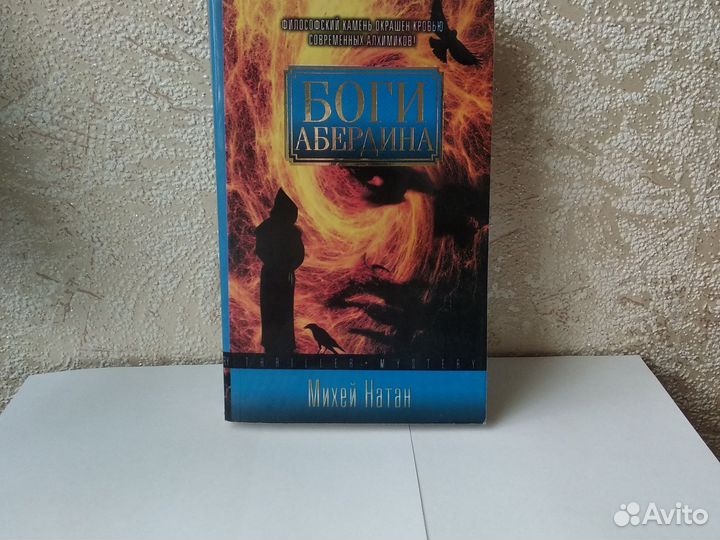 ФИЛОСОФСКИЙ КАМЕНЬ ОКРАШЕН КРОВЬЮ
СОВРЕМЕННЫХ АЛХИМИКОВ!
БОГИ
АБЕРДИНА
THRILLER • MYSTERY
Михей Натан
Avito